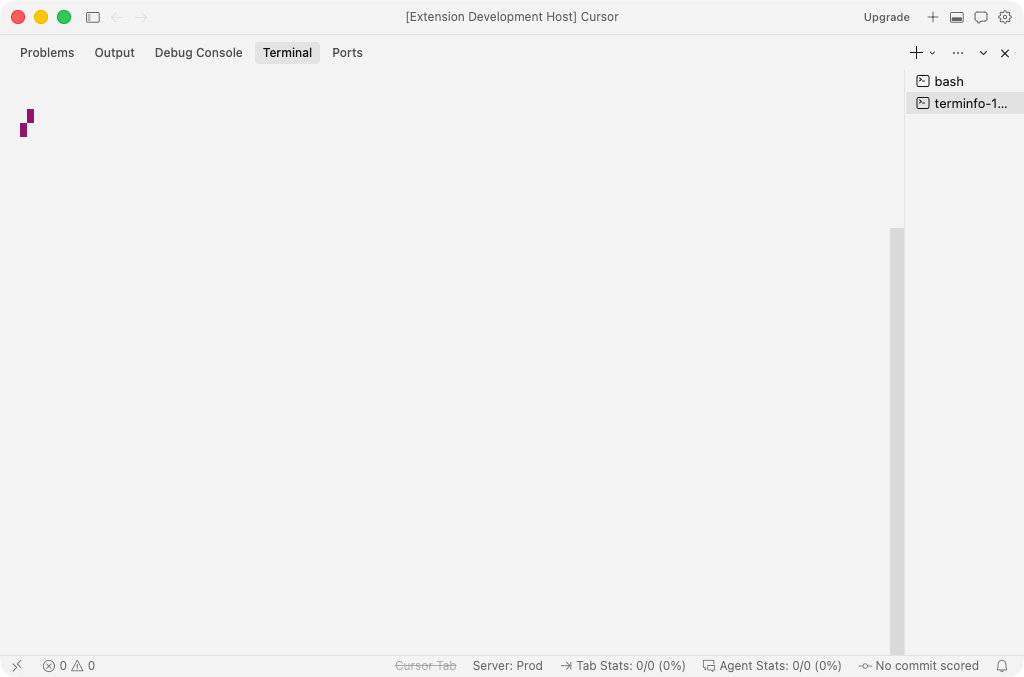 [Extension Development Host] Cursor
Upgrade
Problems Output Debug Console Terminal Ports
bash
terminfo-1...
0 0 Cursor Tab Server: Prod Tab Stats: 0/0 (0%) Agent Stats: 0/0 (0%) No commit scored